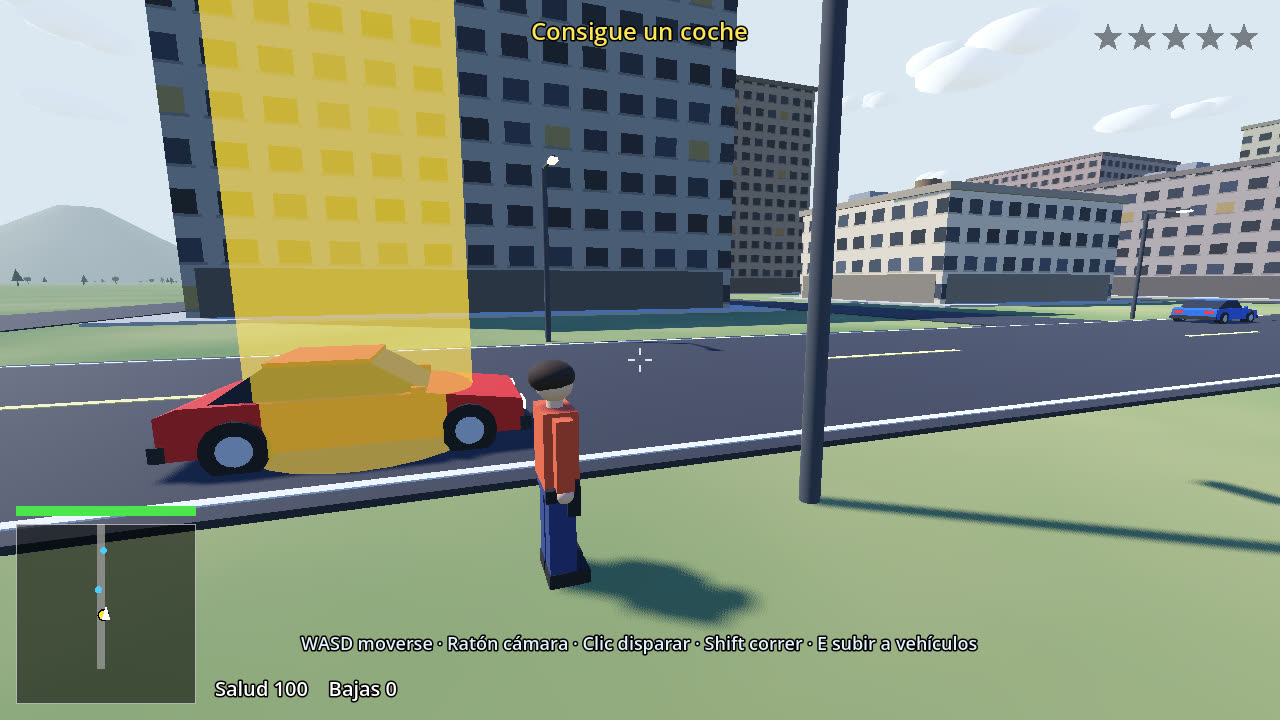 Consigue un coche
WASD moverse · Ratón cámara · Clic disparar · Shift correr · E subir a vehículos
Salud 100 Bajas 0